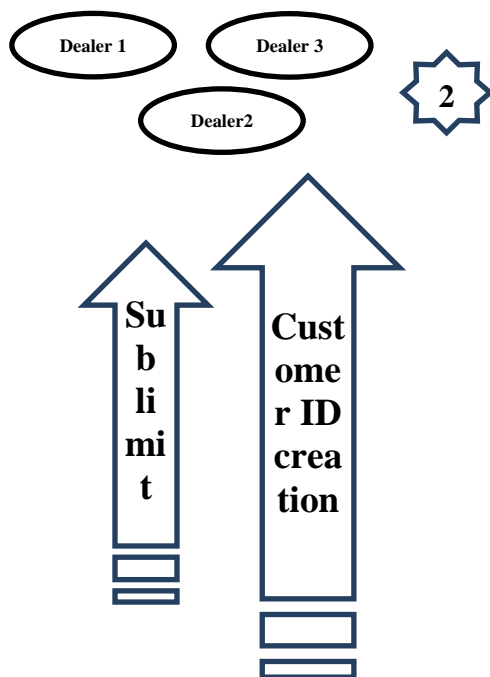 Dealer 1
Dealer 3
2
Dealer2
Su
b
li
mi
t
Cust
ome
r ID
crea
tion